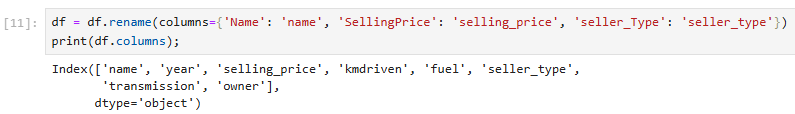 [11]: df = df.rename(columns={'Name': 'name', 'SellingPrice': 'selling_price', 'seller_Type': 'seller_type'})
print(df.columns);
Index(['name', 'year', 'selling_price', 'kmdriven', 'fuel', 'seller_type',
'transmission', 'owner'],
dtype='object')